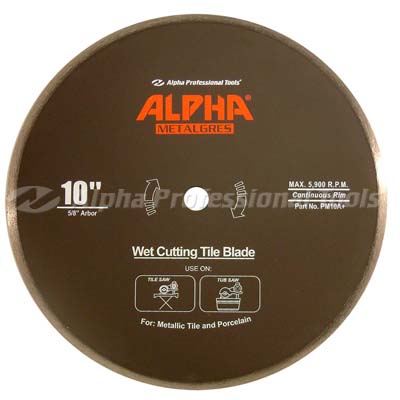 Alpha Professional Tools®
ALPHA®
METALGRES
10"
5/8" Arbor
MAX. 5,900 R.P.M.
Continuous Rim
Part No. PM10A+
Alpha Professional Tools
Wet Cutting Tile Blade
USE ON:
TILE SAW
TUB SAW
For: Metallic Tile and Porcelain